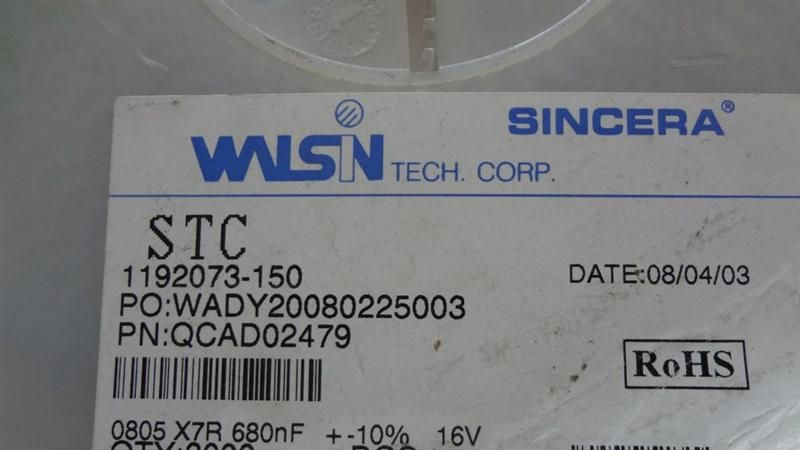 SINCERA®
WALSIN TECH. CORP.
STC
1192073-150
DATE:08/04/03
PO:WADY20080225003
PN:QCAD02479
RoHS
0805 X7R 680nF +-10% 16V